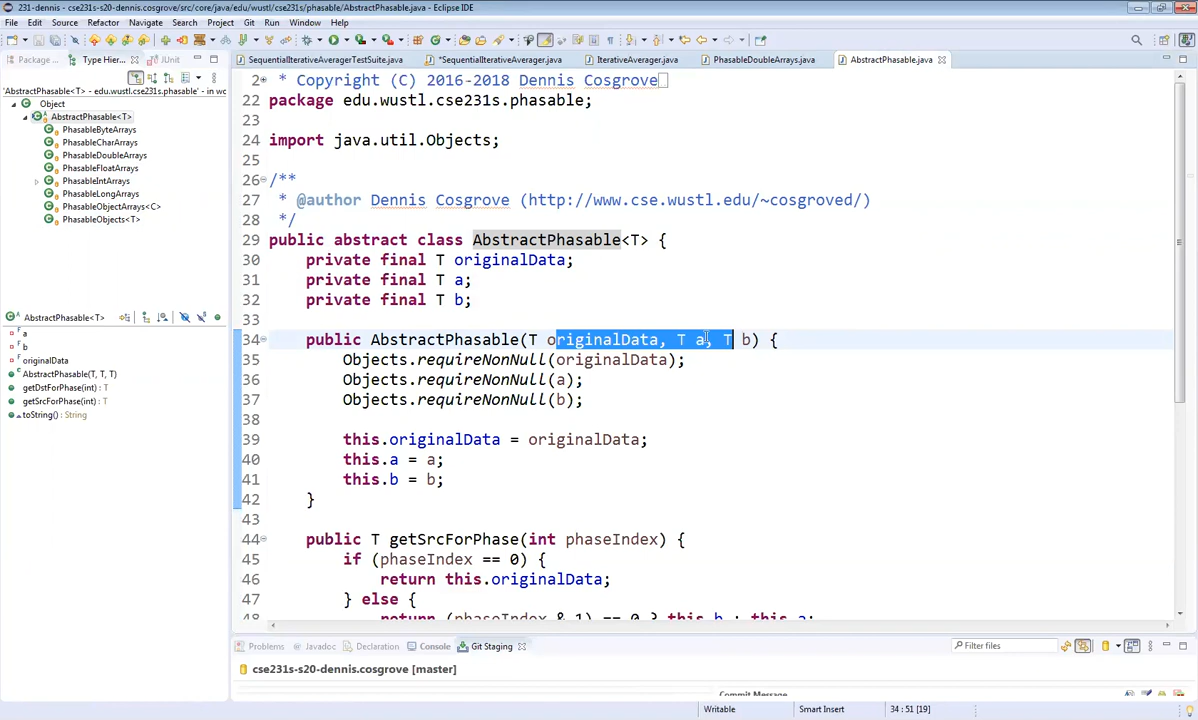 231-dennis - cse231s-s20-dennis.cosgrove/src/core/java/edu/wustl/cse231s/phasable/AbstractPhasable.java - Eclipse IDE
File Edit Source Refactor Navigate Search Project Git Run Window Help
Package ... Type Hier... JUnit
SequentialIterativeAveragerTestSuite.java *SequentialIterativeAverager.java IterativeAverager.java PhasableDoubleArrays.java AbstractPhasable.java
'AbstractPhasable<T> - edu.wustl.cse231s.phasable' - in wc
Object
AbstractPhasable<T>
PhasableByteArrays
PhasableCharArrays
PhasableDoubleArrays
PhasableFloatArrays
PhasableIntArrays
PhasableLongArrays
PhasableObjectArrays<C>
PhasableObjects<T>
AbstractPhasable<T>
a
b
originalData
AbstractPhasable(T, T, T)
getDstForPhase(int) : T
getSrcForPhase(int) : T
toString() : String
2 * Copyright (C) 2016-2018 Dennis Cosgrove
22 package edu.wustl.cse231s.phasable;
23
24 import java.util.Objects;
25
26 /**
27 * @author Dennis Cosgrove (http://www.cse.wustl.edu/~cosgroved/)
28 */
29 public abstract class AbstractPhasable<T> {
30 private final T originalData;
31 private final T a;
32 private final T b;
33
34 public AbstractPhasable(T originalData, T a, T b) {
35 Objects.requireNonNull(originalData);
36 Objects.requireNonNull(a);
37 Objects.requireNonNull(b);
38
39 this.originalData = originalData;
40 this.a = a;
41 this.b = b;
42 }
43
44 public T getSrcForPhase(int phaseIndex) {
45 if (phaseIndex == 0) {
46 return this.originalData;
47 } else {
48 return (phaseIndex & 1) == 0 ? this.b : this.a;
Problems Javadoc Declaration Console Git Staging
Filter files
cse231s-s20-dennis.cosgrove [master]
Commit Message
Writable Smart Insert 34 : 51 [19]